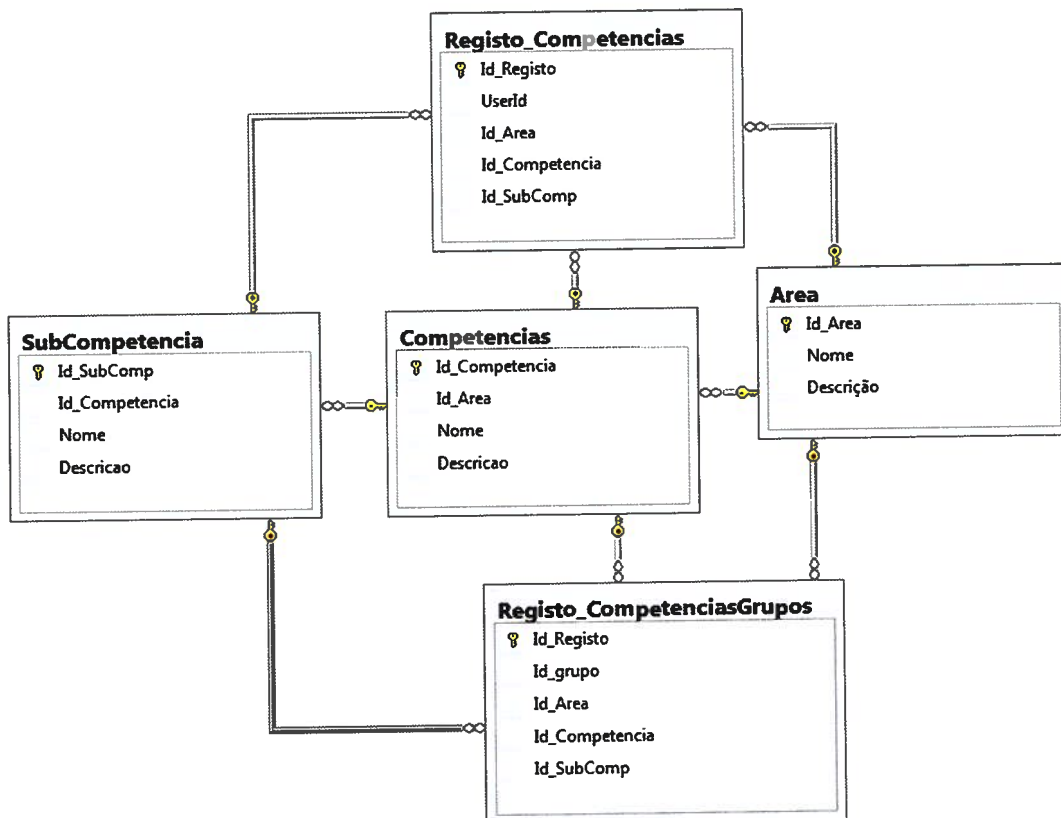 Registo_Competencias
Id_Registo
UserId
Id_Area
Id_Competencia
Id_SubComp
SubCompetencia
Id_SubComp
Id_Competencia
Nome
Descricao
Competencias
Id_Competencia
Id_Area
Nome
Descricao
Area
Id_Area
Nome
Descrição
Registo_CompetenciasGrupos
Id_Registo
Id_grupo
Id_Area
Id_Competencia
Id_SubComp